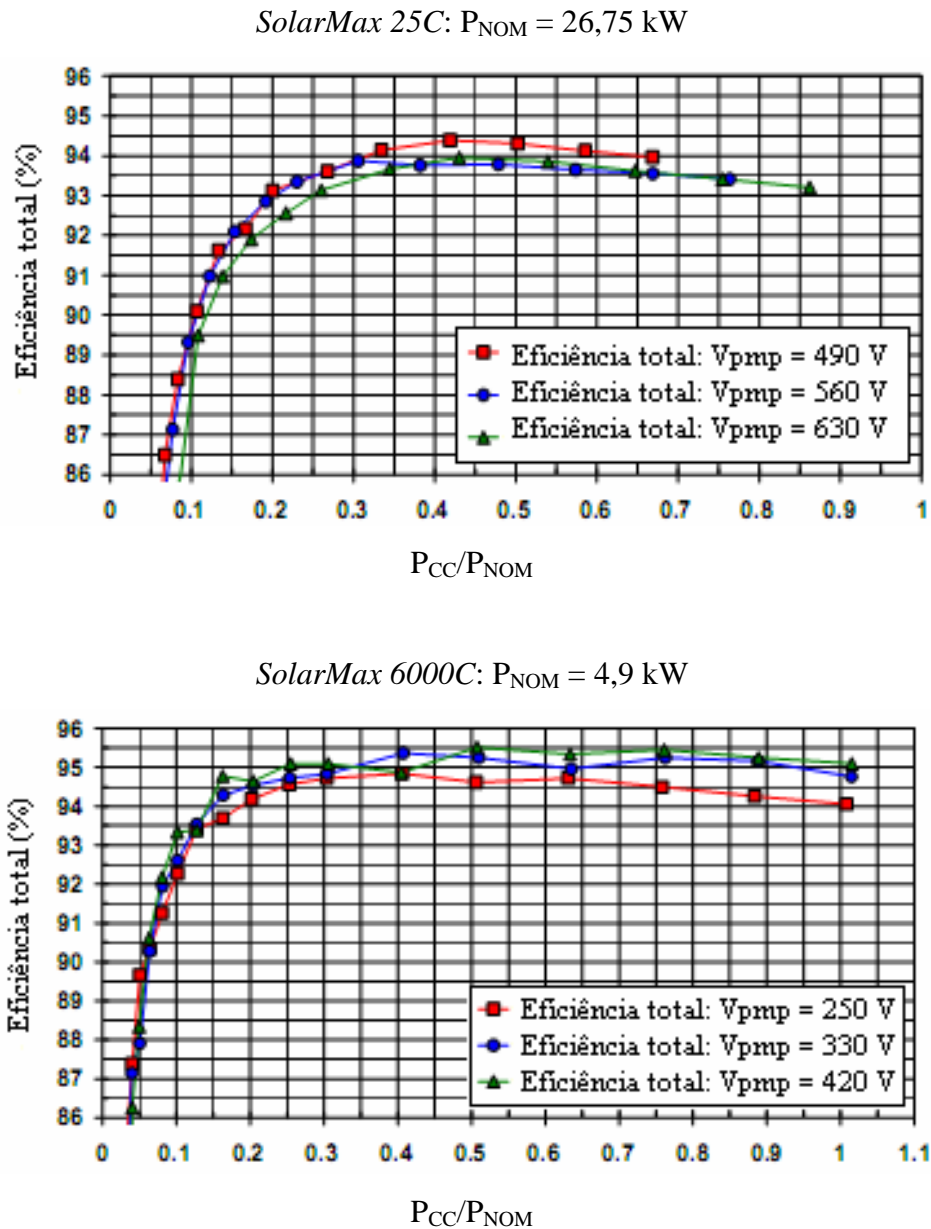 SolarMax 25C: PNOM = 26,75 kW
96
95
94
93
92
91
90
89
88
87
86
Eficiência total (%)
Eficiência total: Vpmp = 490 V
Eficiência total: Vpmp = 560 V
Eficiência total: Vpmp = 630 V
0 0.1 0.2 0.3 0.4 0.5 0.6 0.7 0.8 0.9 1
PCC/PNOM
SolarMax 6000C: PNOM = 4,9 kW
96
95
94
93
92
91
90
89
88
87
86
Eficiência total (%)
Eficiência total: Vpmp = 250 V
Eficiência total: Vpmp = 330 V
Eficiência total: Vpmp = 420 V
0 0.1 0.2 0.3 0.4 0.5 0.6 0.7 0.8 0.9 1 1.1
PCC/PNOM